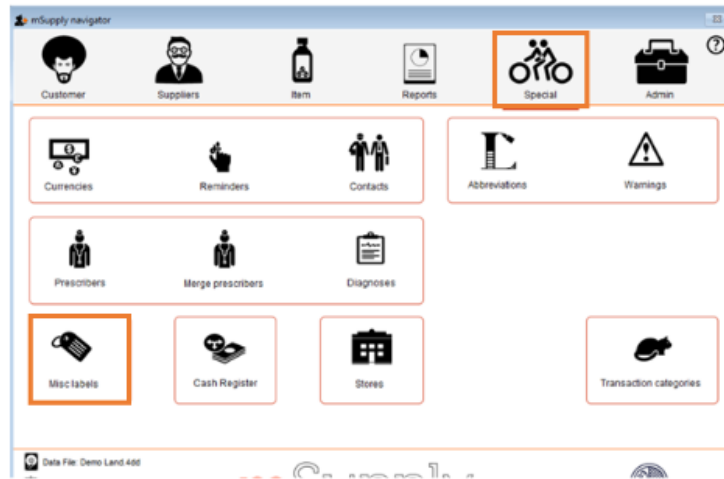 mSupply navigator
?
Customer
Suppliers
Item
Reports
Special
Admin
Currencies
Reminders
Contacts
Abbreviations
Warnings
Prescribers
Merge prescribers
Diagnoses
Misc labels
Cash Register
Stores
Transaction categories
Data File: Demo Land.4dd
mSupply